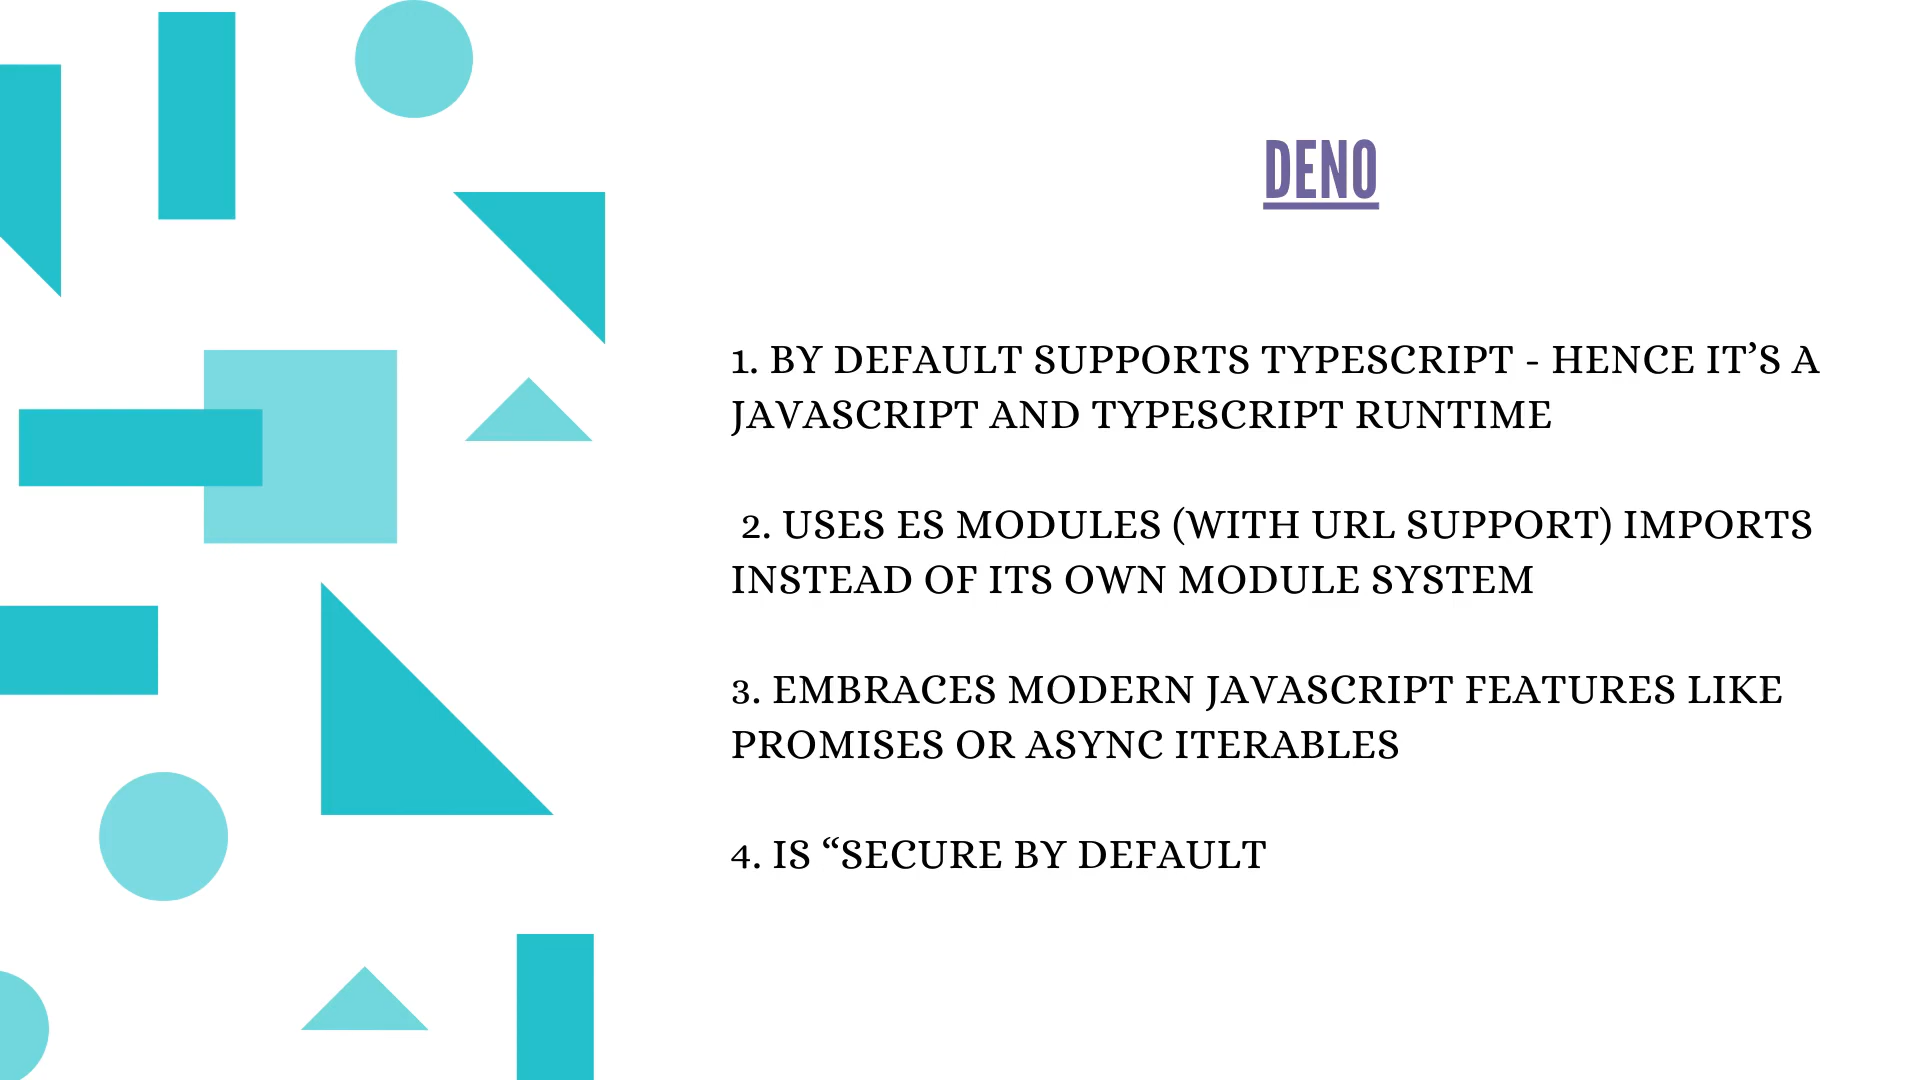 DENO
1. BY DEFAULT SUPPORTS TYPESCRIPT - HENCE IT’S A
JAVASCRIPT AND TYPESCRIPT RUNTIME
2. USES ES MODULES (WITH URL SUPPORT) IMPORTS
INSTEAD OF ITS OWN MODULE SYSTEM
3. EMBRACES MODERN JAVASCRIPT FEATURES LIKE
PROMISES OR ASYNC ITERABLES
4. IS “SECURE BY DEFAULT